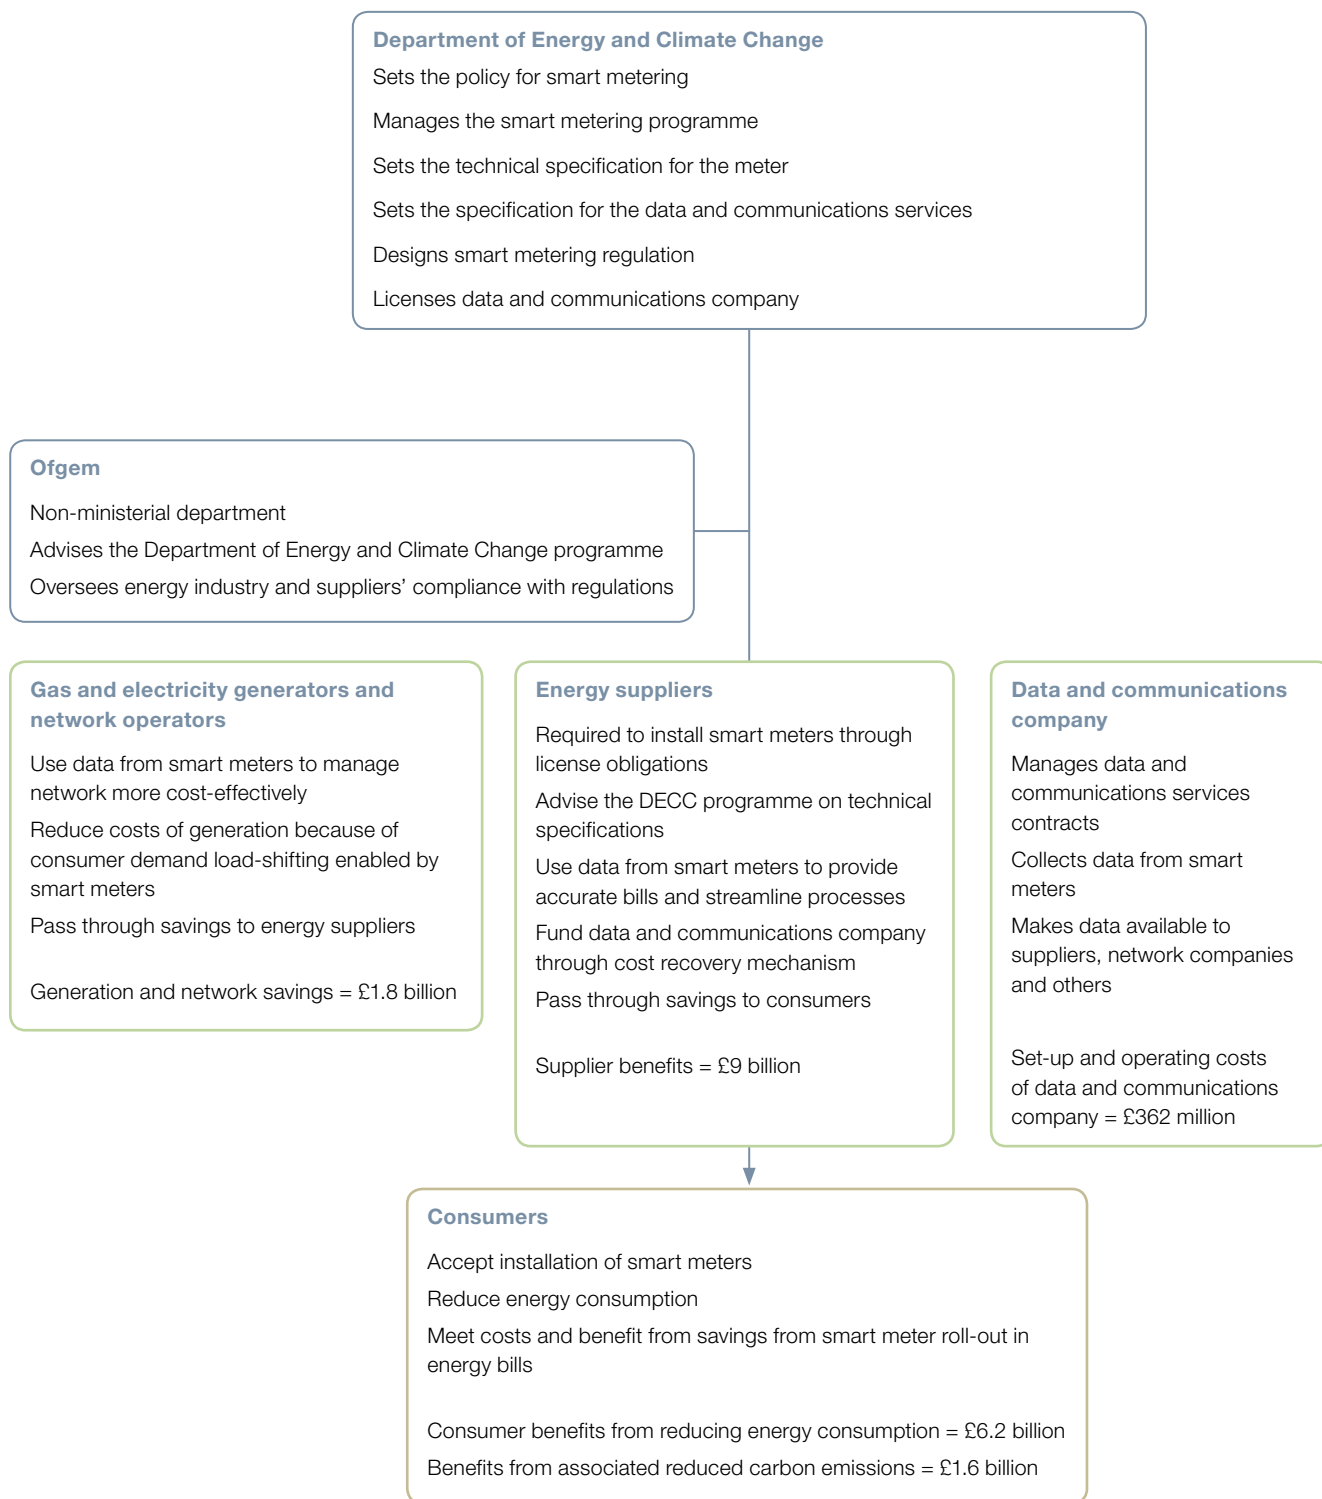 Department of Energy and Climate Change
Sets the policy for smart metering
Manages the smart metering programme
Sets the technical specification for the meter
Sets the specification for the data and communications services
Designs smart metering regulation
Licenses data and communications company
Ofgem
Non-ministerial department
Advises the Department of Energy and Climate Change programme
Oversees energy industry and suppliers’ compliance with regulations
Gas and electricity generators and
network operators
Use data from smart meters to manage
network more cost-effectively
Reduce costs of generation because of
consumer demand load-shifting enabled by
smart meters
Pass through savings to energy suppliers
Generation and network savings = £1.8 billion
Energy suppliers
Required to install smart meters through
license obligations
Advise the DECC programme on technical
specifications
Use data from smart meters to provide
accurate bills and streamline processes
Fund data and communications company
through cost recovery mechanism
Pass through savings to consumers
Supplier benefits = £9 billion
Data and communications
company
Manages data and
communications services
contracts
Collects data from smart
meters
Makes data available to
suppliers, network companies
and others
Set-up and operating costs
of data and communications
company = £362 million
Consumers
Accept installation of smart meters
Reduce energy consumption
Meet costs and benefit from savings from smart meter roll-out in
energy bills
Consumer benefits from reducing energy consumption = £6.2 billion
Benefits from associated reduced carbon emissions = £1.6 billion